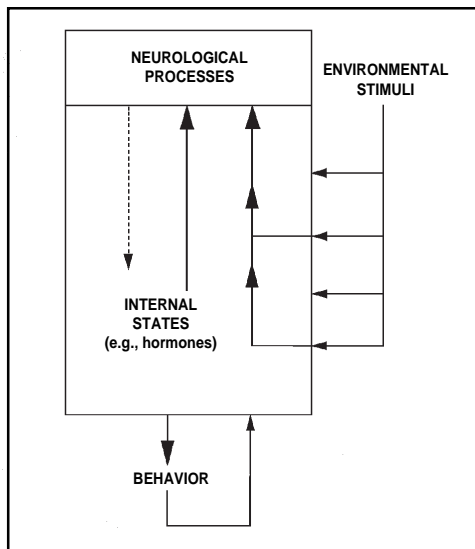 NEUROLOGICAL
PROCESSES
ENVIRONMENTAL
STIMULI
INTERNAL
STATES
(e.g., hormones)
BEHAVIOR